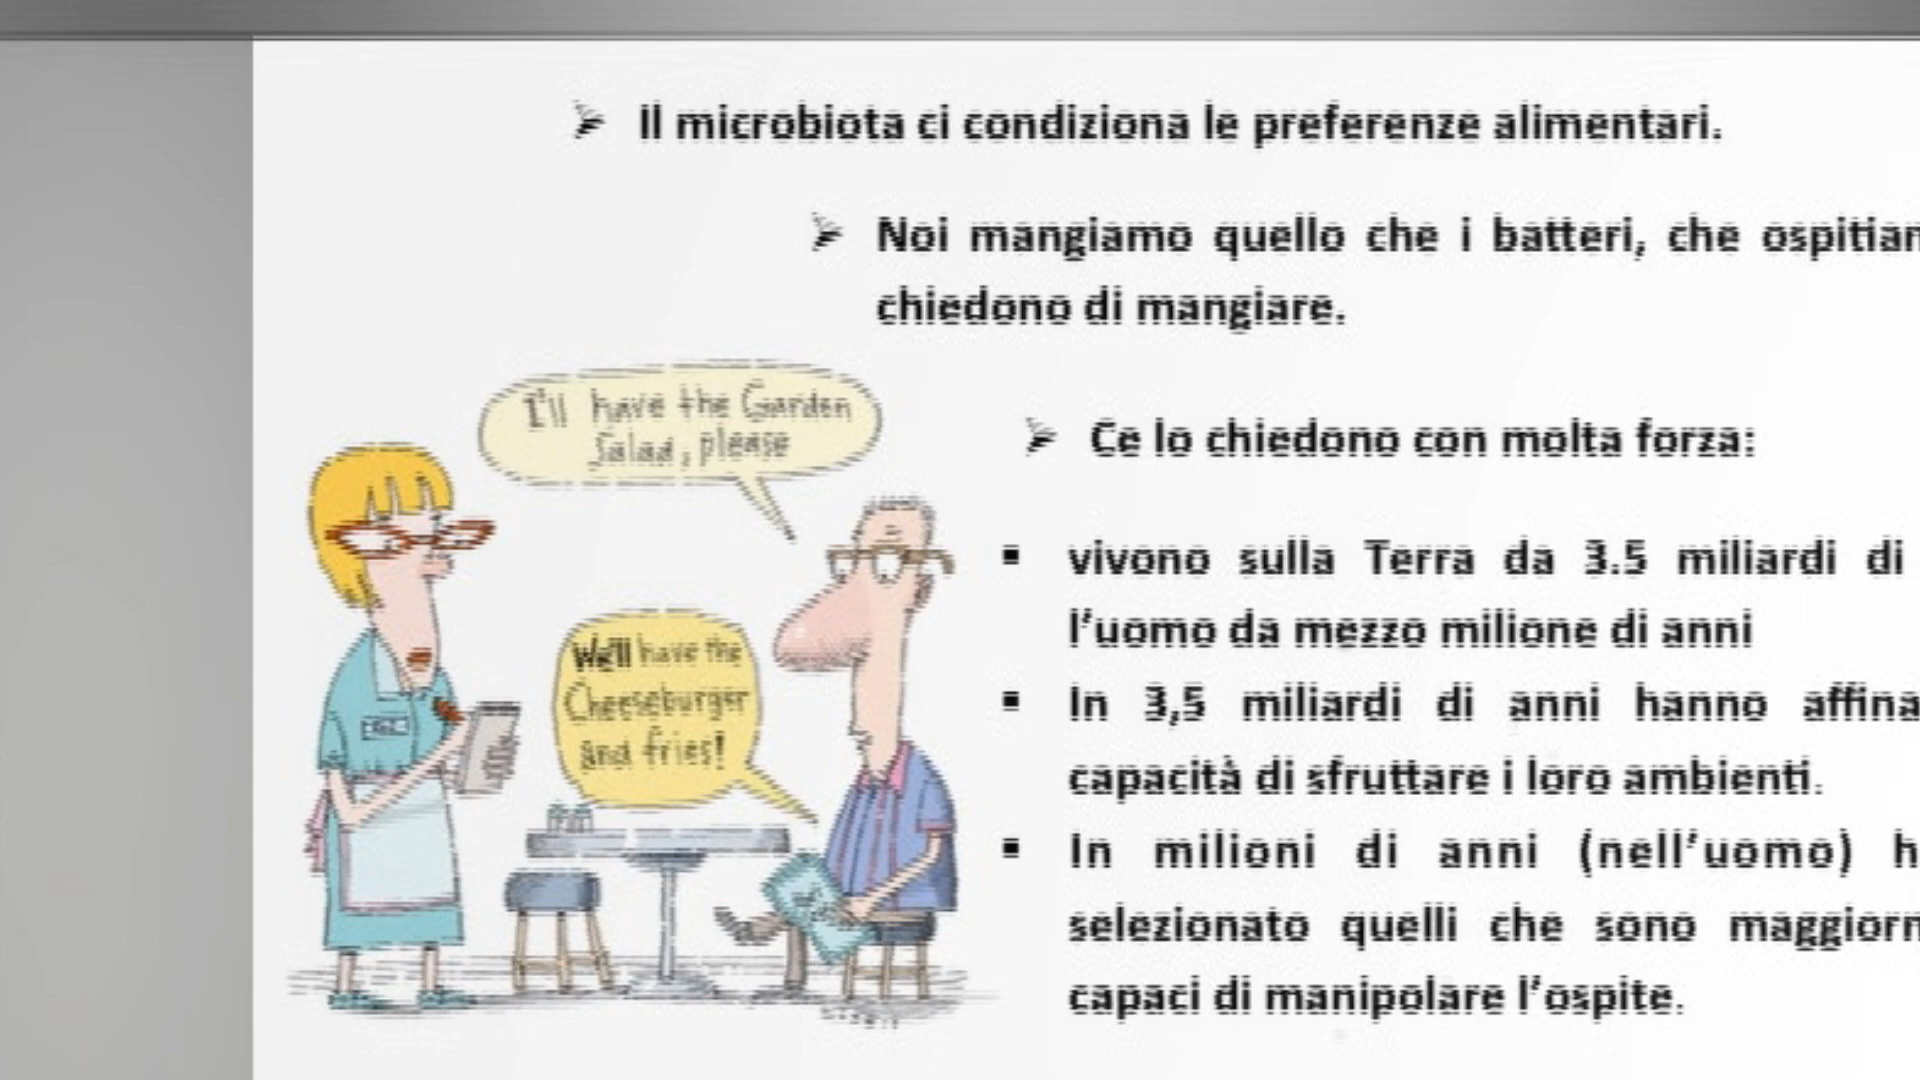 Il microbiota ci condiziona le preferenze alimentari.
Noi mangiamo quello che i batteri, che
chiedono di mangiare.
I'll have the Garden
Salad, please
Ce lo chiedono con molta forza:
vivono sulla Terra da 3.5 miliardi di
l'uomo da mezzo milione di anni
We'll have the
Cheeseburger
and fries!
In 3,5 miliardi di anni hanno
capacità di sfruttare i loro ambienti.
In milioni di anni (nell'uomo)
selezionato quelli che sono
capaci di manipolare l'ospite.